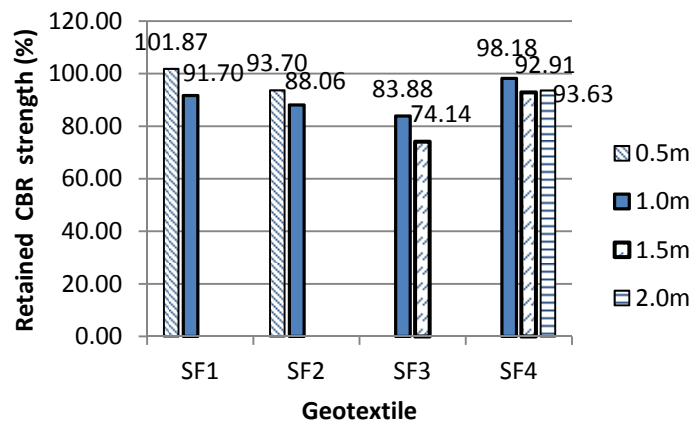 Retained CBR strength (%)
120.00
100.00
80.00
60.00
40.00
20.00
0.00
101.87
91.70
93.70
88.06
83.88
74.14
98.18
92.91
93.63
SF1 SF2 SF3 SF4
Geotextile
0.5m
1.0m
1.5m
2.0m